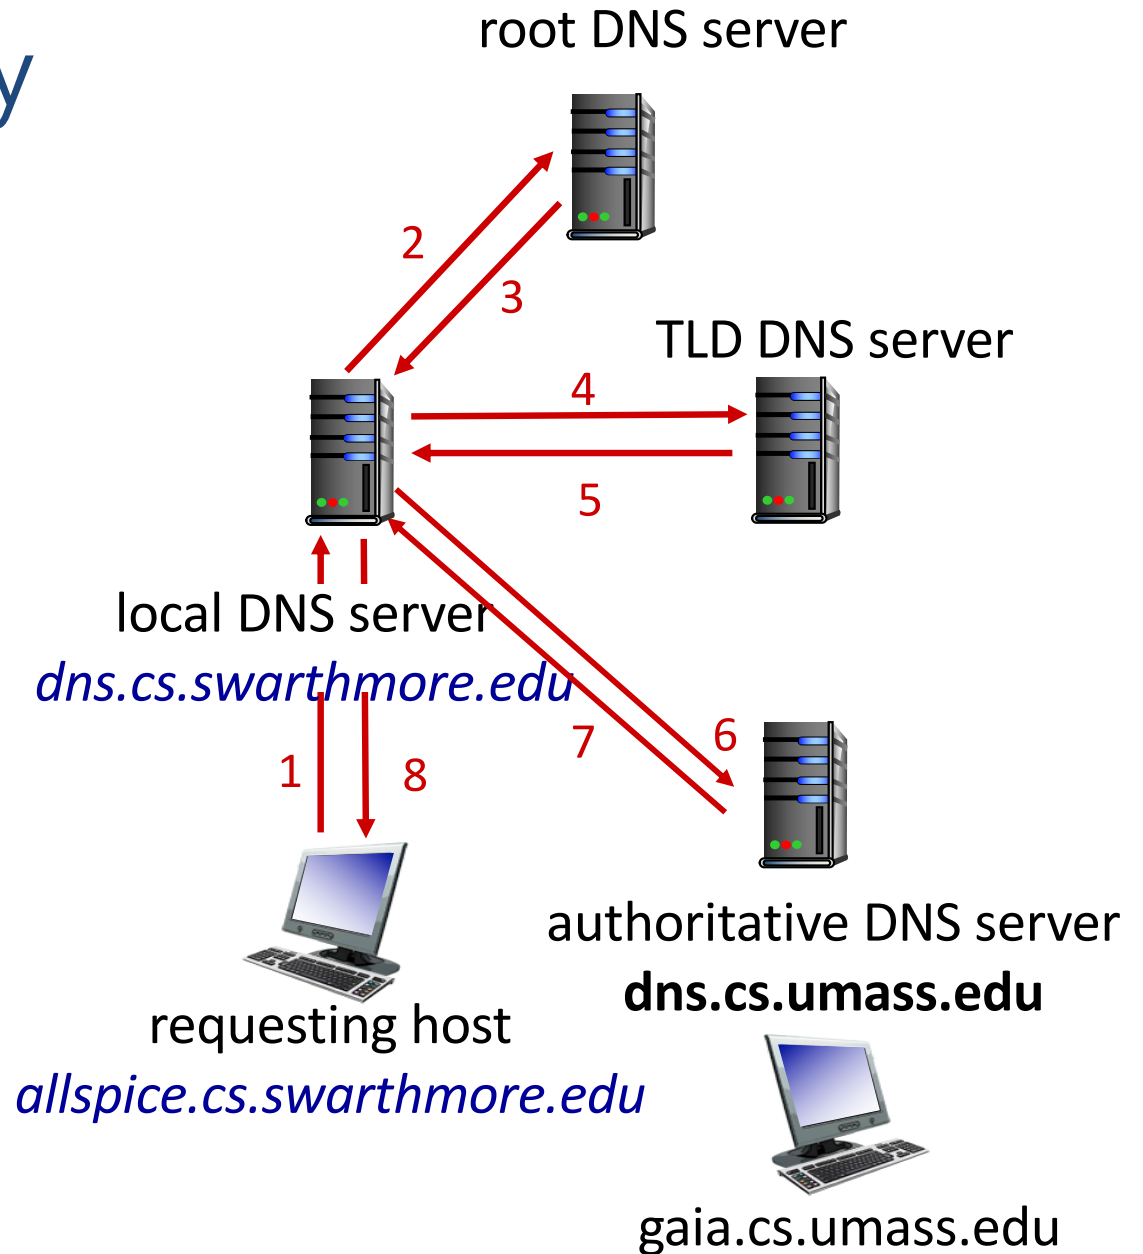 y
root DNS server
2
3
TLD DNS server
4
5
local DNS server
dns.cs.swarthmore.edu
6
7
1
8
authoritative DNS server
dns.cs.umass.edu
requesting host
allspice.cs.swarthmore.edu
gaia.cs.umass.edu